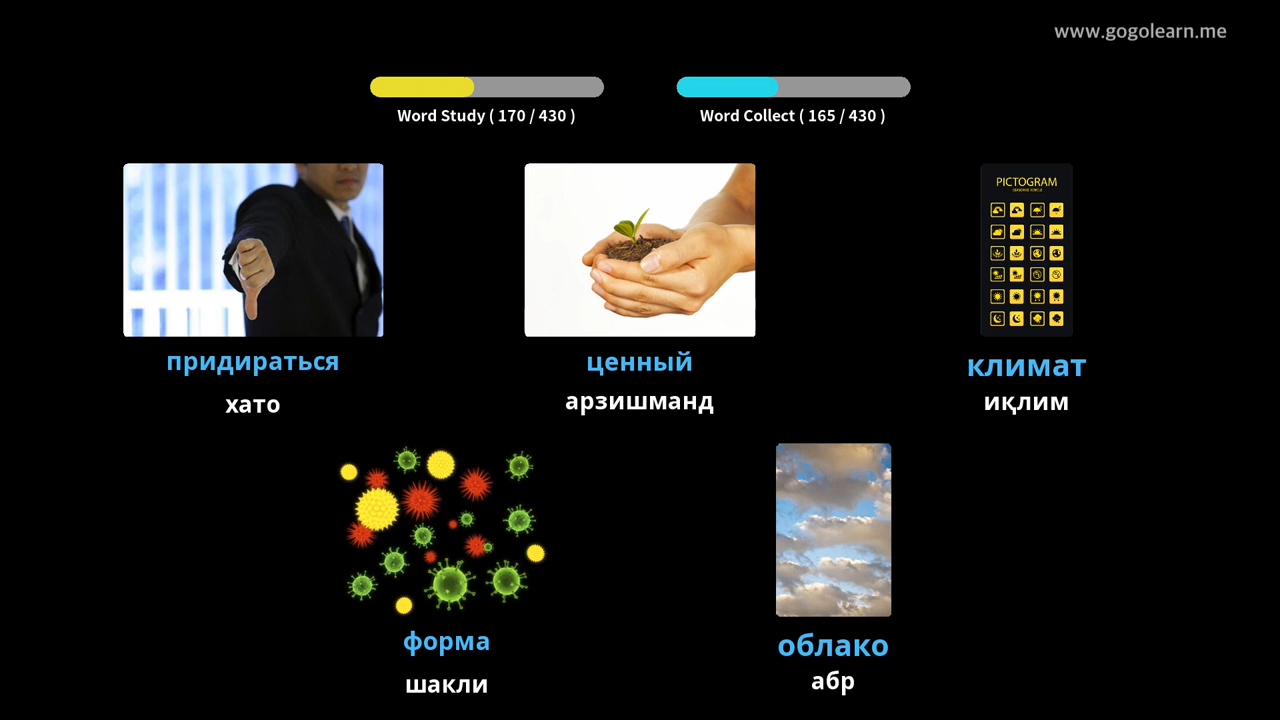 www.gogolearn.me
Word Study ( 170 / 430 )
Word Collect ( 165 / 430 )
PICTOGRAM
придираться
хато
ценный
арзишманд
климат
иқлим
форма
шакли
облако
абр